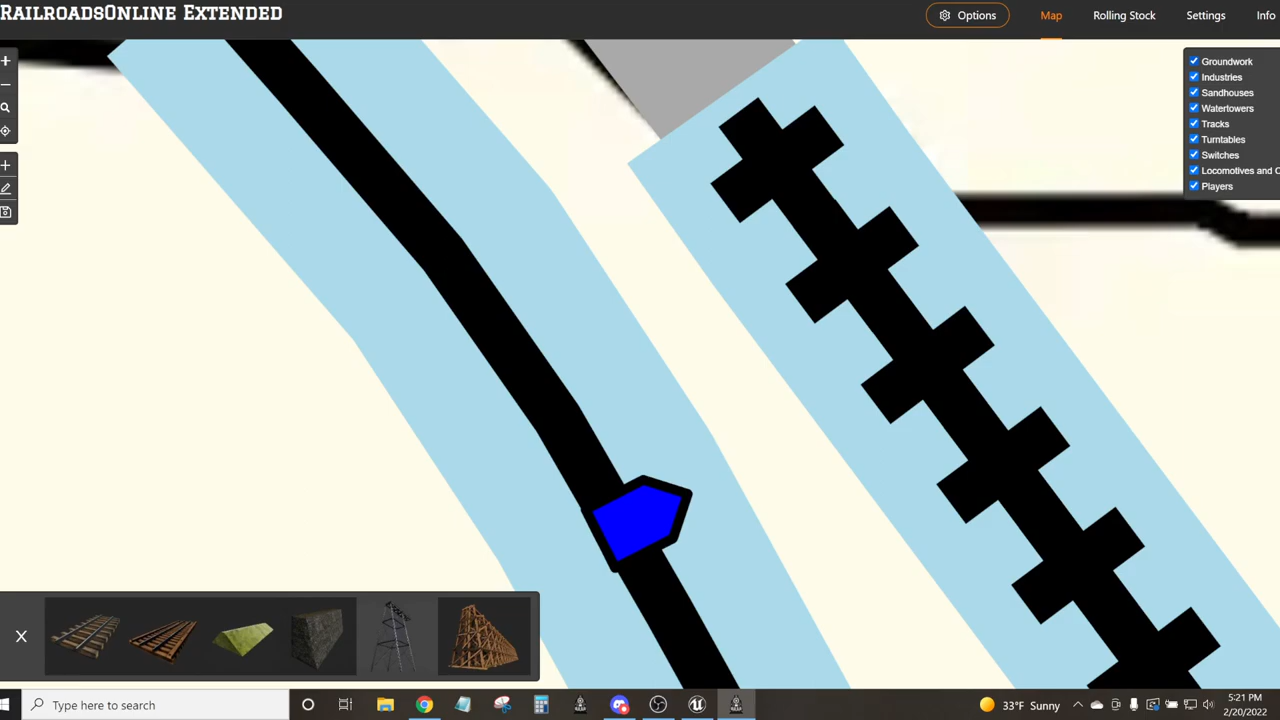 RailroadsOnline Extended
Options
Map
Rolling Stock
Settings
Info
Groundwork
Industries
Sandhouses
Watertowers
Tracks
Turntables
Switches
Locomotives and C
Players
X
Type here to search
33°F Sunny
5:21 PM
2/20/2022